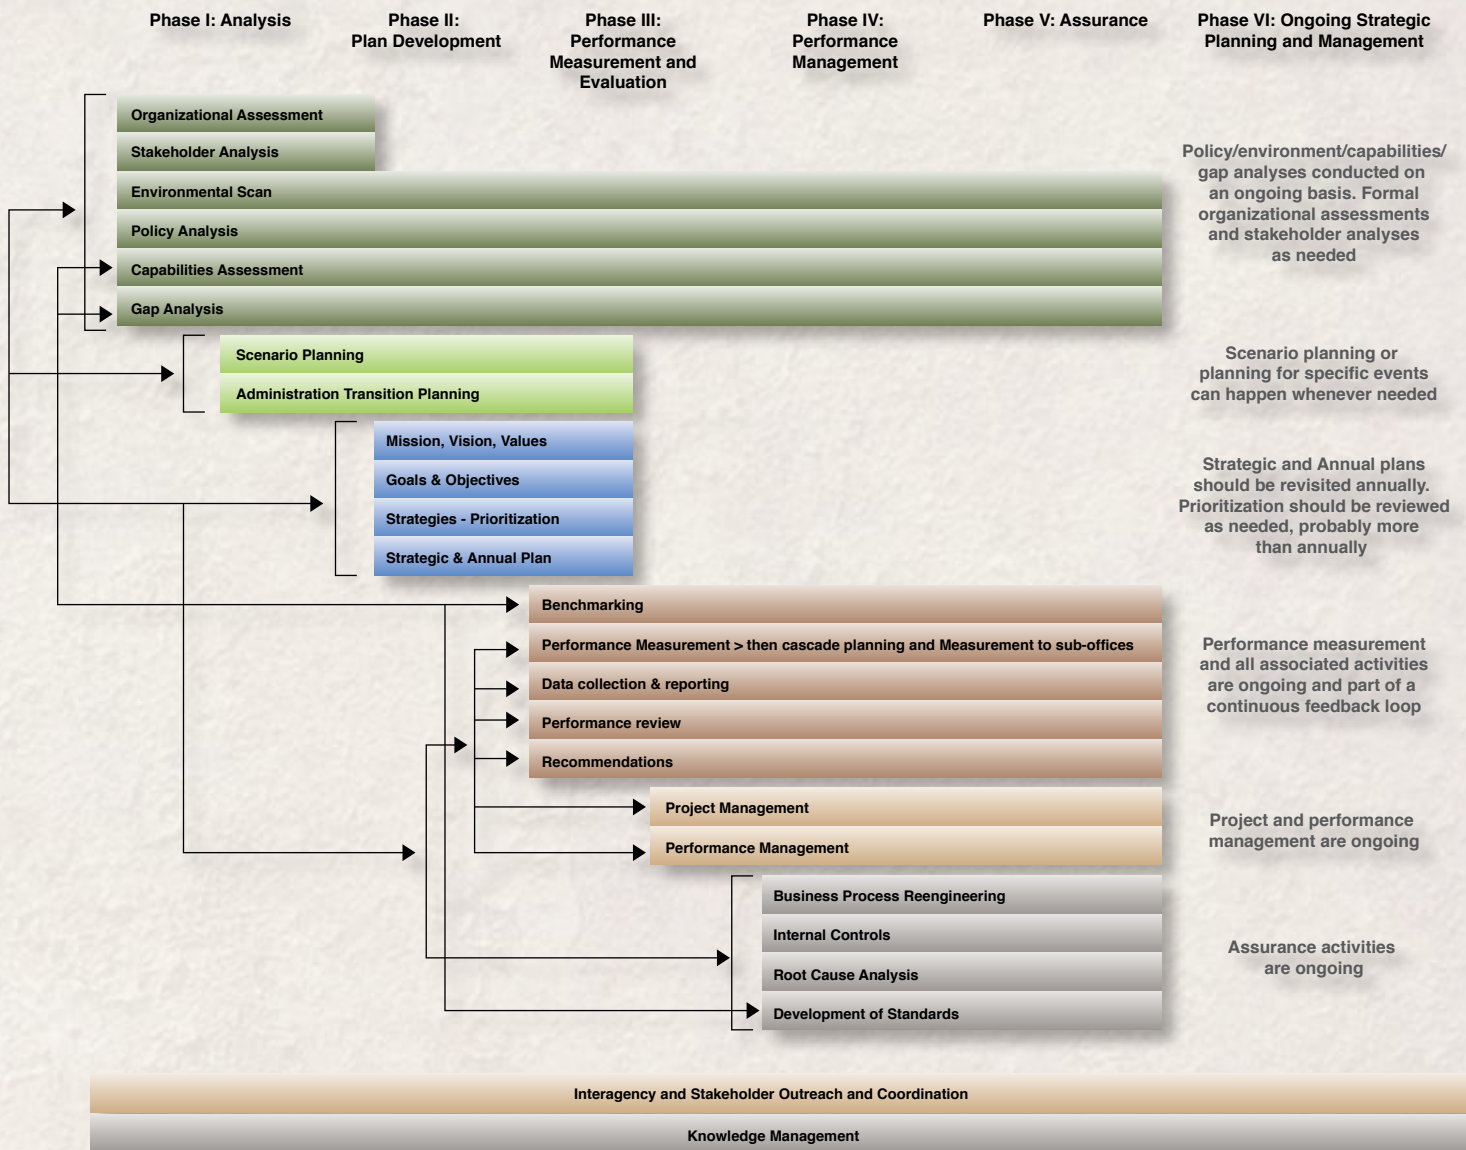 Phase I: Analysis
Phase II:
Plan Development
Phase III:
Performance
Measurement and
Evaluation
Phase IV:
Performance
Management
Phase V: Assurance
Phase VI: Ongoing Strategic
Planning and Management
Organizational Assessment
Stakeholder Analysis
Environmental Scan
Policy Analysis
Capabilities Assessment
Gap Analysis
Policy/environment/capabilities/
gap analyses conducted on
an ongoing basis. Formal
organizational assessments
and stakeholder analyses
as needed
Scenario Planning
Administration Transition Planning
Scenario planning or
planning for specific events
can happen whenever needed
Mission, Vision, Values
Goals & Objectives
Strategies - Prioritization
Strategic & Annual Plan
Strategic and Annual plans
should be revisited annually.
Prioritization should be reviewed
as needed, probably more
than annually
Benchmarking
Performance Measurement > then cascade planning and Measurement to sub-offices
Data collection & reporting
Performance review
Recommendations
Performance measurement
and all associated activities
are ongoing and part of a
continuous feedback loop
Project Management
Performance Management
Project and performance
management are ongoing
Business Process Reengineering
Internal Controls
Root Cause Analysis
Development of Standards
Assurance activities
are ongoing
Interagency and Stakeholder Outreach and Coordination
Knowledge Management